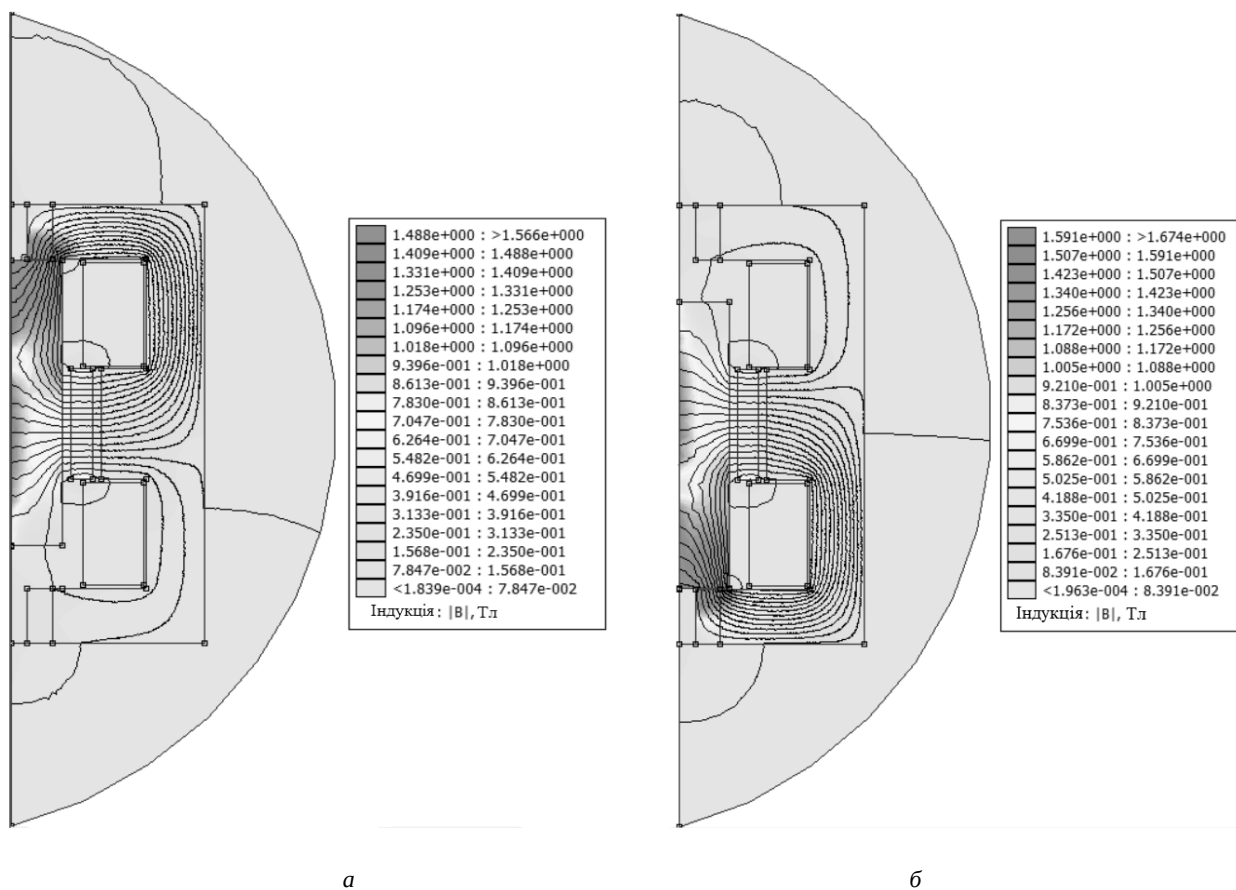 1.488e+000 : >1.566e+000
1.409e+000 : 1.488e+000
1.331e+000 : 1.409e+000
1.253e+000 : 1.331e+000
1.174e+000 : 1.253e+000
1.096e+000 : 1.174e+000
1.018e+000 : 1.096e+000
9.396e-001 : 1.018e+000
8.613e-001 : 9.396e-001
7.830e-001 : 8.613e-001
7.047e-001 : 7.830e-001
6.264e-001 : 7.047e-001
5.482e-001 : 6.264e-001
4.699e-001 : 5.482e-001
3.916e-001 : 4.699e-001
3.133e-001 : 3.916e-001
2.350e-001 : 3.133e-001
1.568e-001 : 2.350e-001
7.847e-002 : 1.568e-001
<1.839e-004 : 7.847e-002
Індукція: |B|, Тл
1.591e+000 : >1.674e+000
1.507e+000 : 1.591e+000
1.423e+000 : 1.507e+000
1.340e+000 : 1.423e+000
1.256e+000 : 1.340e+000
1.172e+000 : 1.256e+000
1.088e+000 : 1.172e+000
1.005e+000 : 1.088e+000
9.210e-001 : 1.005e+000
8.373e-001 : 9.210e-001
7.536e-001 : 8.373e-001
6.699e-001 : 7.536e-001
5.862e-001 : 6.699e-001
5.025e-001 : 5.862e-001
4.188e-001 : 5.025e-001
3.350e-001 : 4.188e-001
2.513e-001 : 3.350e-001
1.676e-001 : 2.513e-001
8.391e-002 : 1.676e-001
<1.963e-004 : 8.391e-002
Індукція: |B|, Тл
а
б